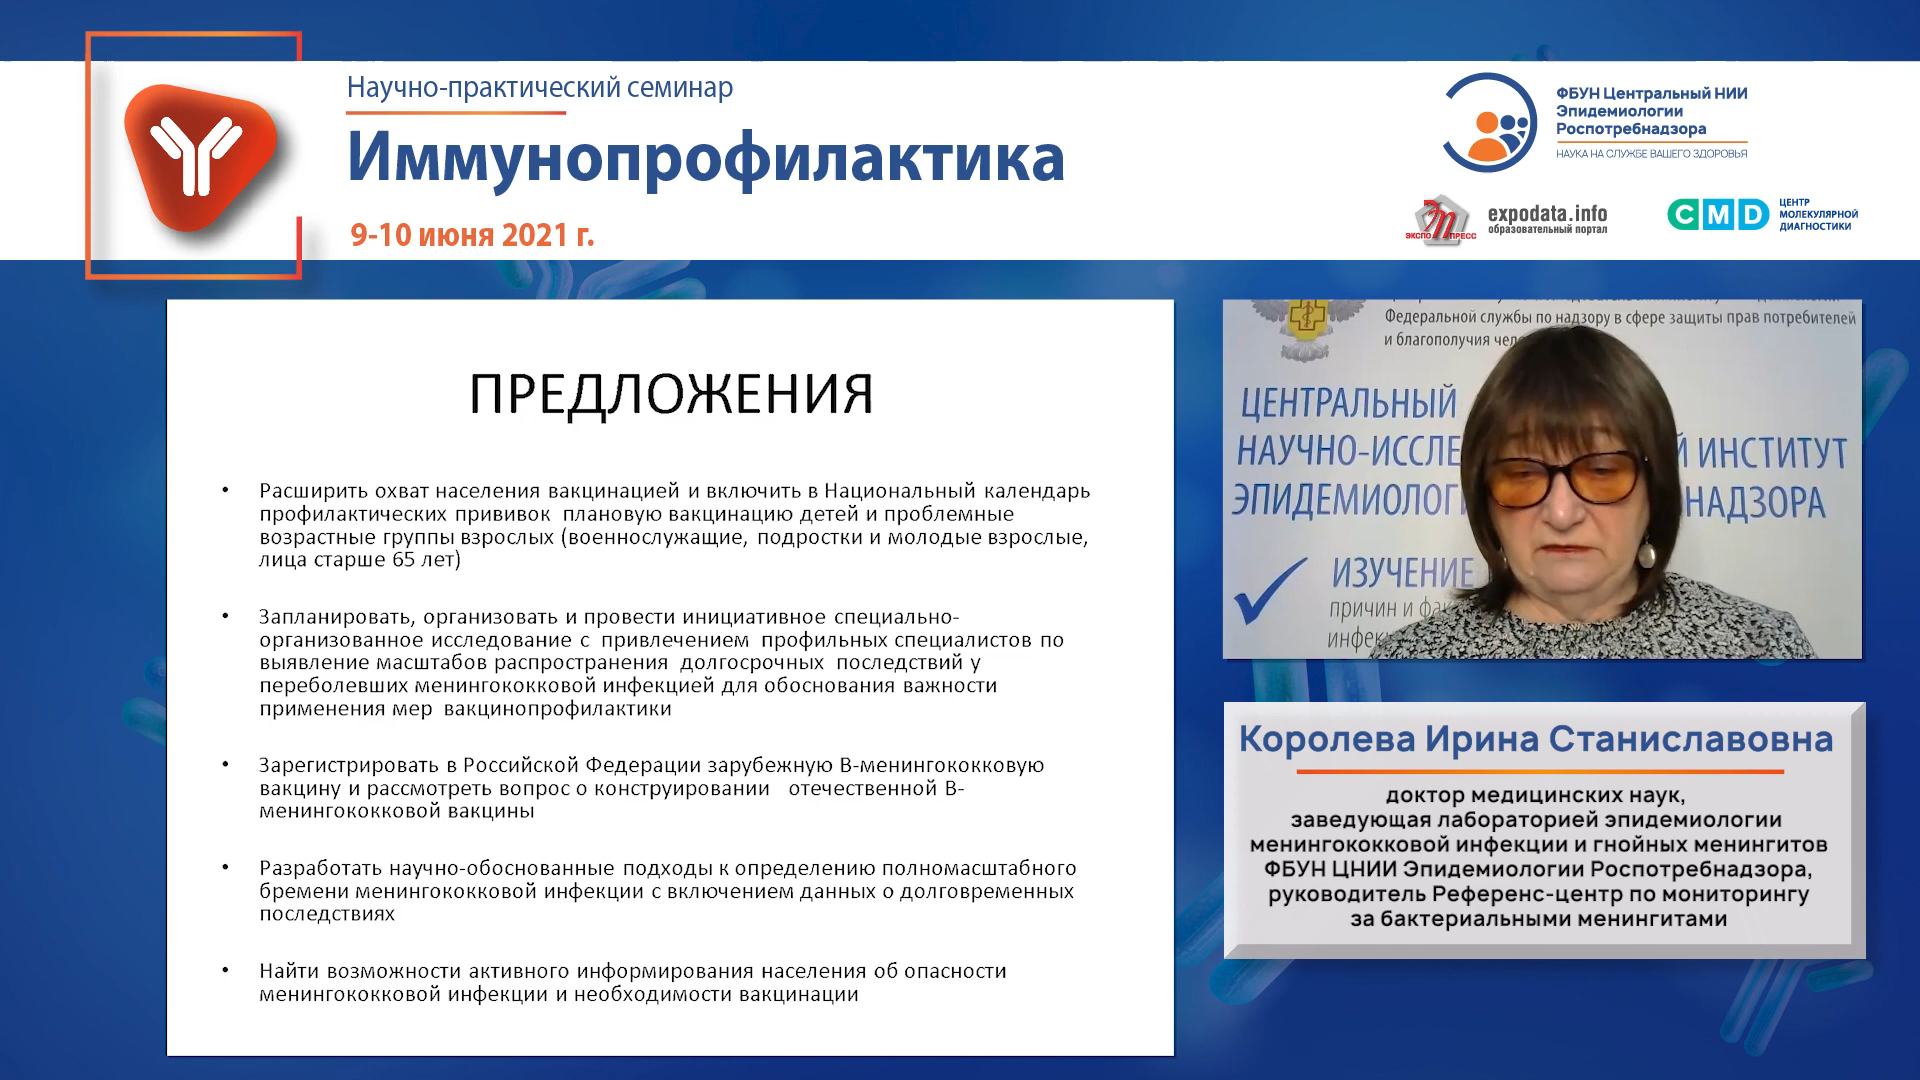 Научно-практический семинар
Иммунопрофилактика
9-10 июня 2021 г.
ФБУН Центральный НИИ
Эпидемиологии
Роспотребнадзора
НАУКА НА СЛУЖБЕ ВАШЕГО ЗДОРОВЬЯ
ЭКСПО ПРЕСС
expodata.info
образовательный портал
CMD
ЦЕНТР
МОЛЕКУЛЯРНОЙ
ДИАГНОСТИКИ
ПРЕДЛОЖЕНИЯ
• Расширить охват населения вакцинацией и включить в Национальный календарь
профилактических прививок плановую вакцинацию детей и проблемные
возрастные группы взрослых (военнослужащие, подростки и молодые взрослые,
лица старше 65 лет)
• Запланировать, организовать и провести инициативное специально-
организованное исследование с привлечением профильных специалистов по
выявление масштабов распространения долгосрочных последствий у
переболевших менингококковой инфекцией для обоснования важности
применения мер вакцинопрофилактики
• Зарегистрировать в Российской Федерации зарубежную В-менингококковую
вакцину и рассмотреть вопрос о конструировании отечественной В-
менингококковой вакцины
• Разработать научно-обоснованные подходы к определению полномасштабного
бремени менингококковой инфекции с включением данных о долговременных
последствиях
• Найти возможности активного информирования населения об опасности
менингококковой инфекции и необходимости вакцинации
Федеральной службы по надзору в сфере защиты прав потребителей
и благополучия чел
ЦЕНТРАЛЬНЫЙ
НАУЧНО-ИССЛЕ Й ИНСТИТУТ
ЭПИДЕМИОЛОГИ НАДЗОРА
ИЗУЧЕНИЕ
причин и фак
инфек
Королева Ирина Станиславовна
доктор медицинских наук,
заведующая лабораторией эпидемиологии
менингококковой инфекции и гнойных менингитов
ФБУН ЦНИИ Эпидемиологии Роспотребнадзора,
руководитель Референс-центр по мониторингу
за бактериальными менингитами